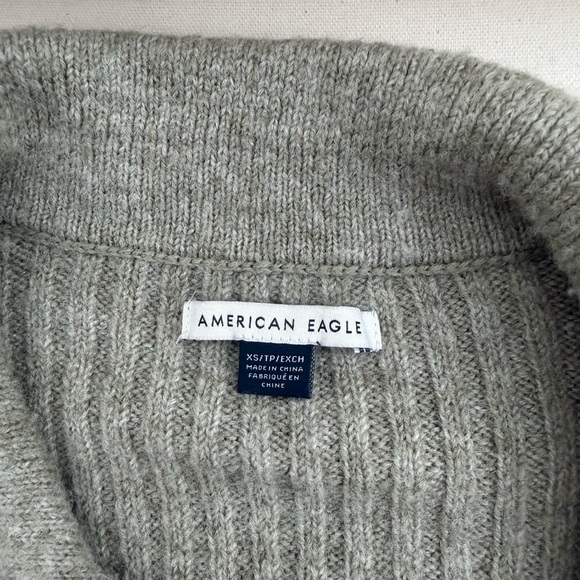 AMERICAN EAGLE
XS/TP/EXCH
MADE IN CHINA
FABRIQUÉ EN
CHINE